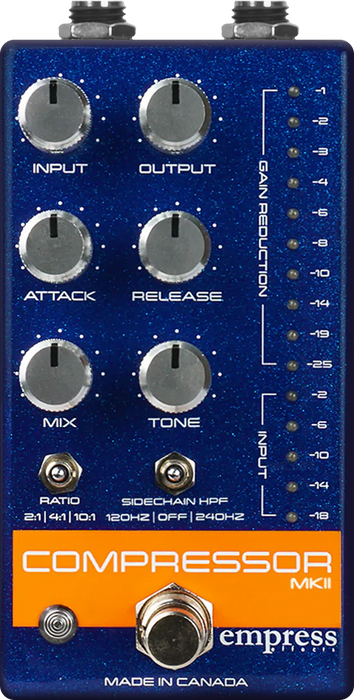 INPUT OUTPUT
ATTACK RELEASE
MIX TONE
GAIN REDUCTION
-1
-2
-3
-4
-6
-8
-10
-14
-19
-25
INPUT
-2
-6
-10
-14
-18
RATIO
2:1 | 4:1 | 10:1
SIDECHAIN HPF
120HZ | OFF | 240HZ
COMPRESSOR
MKII
empress
effects
MADE IN CANADA